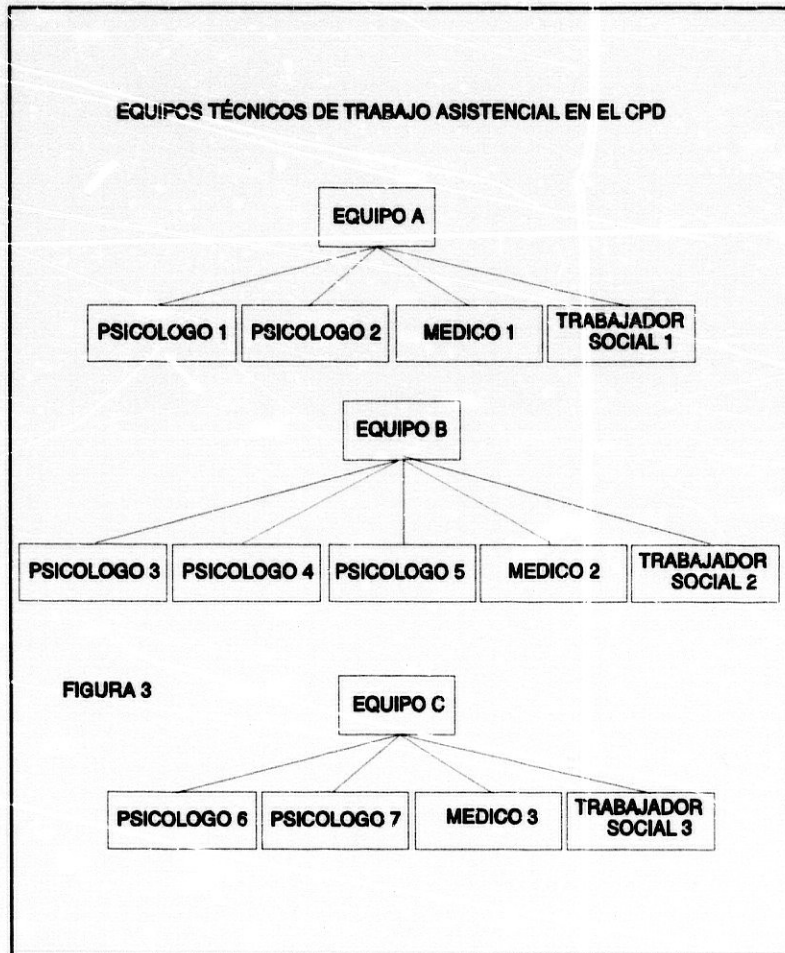 EQUIPOS TÉCNICOS DE TRABAJO ASISTENCIAL EN EL CPD
EQUIPO A
PSICOLOGO 1
PSICOLOGO 2
MEDICO 1
TRABAJADOR
SOCIAL 1
EQUIPO B
PSICOLOGO 3
PSICOLOGO 4
PSICOLOGO 5
MEDICO 2
TRABAJADOR
SOCIAL 2
FIGURA 3
EQUIPO C
PSICOLOGO 6
PSICOLOGO 7
MEDICO 3
TRABAJADOR
SOCIAL 3